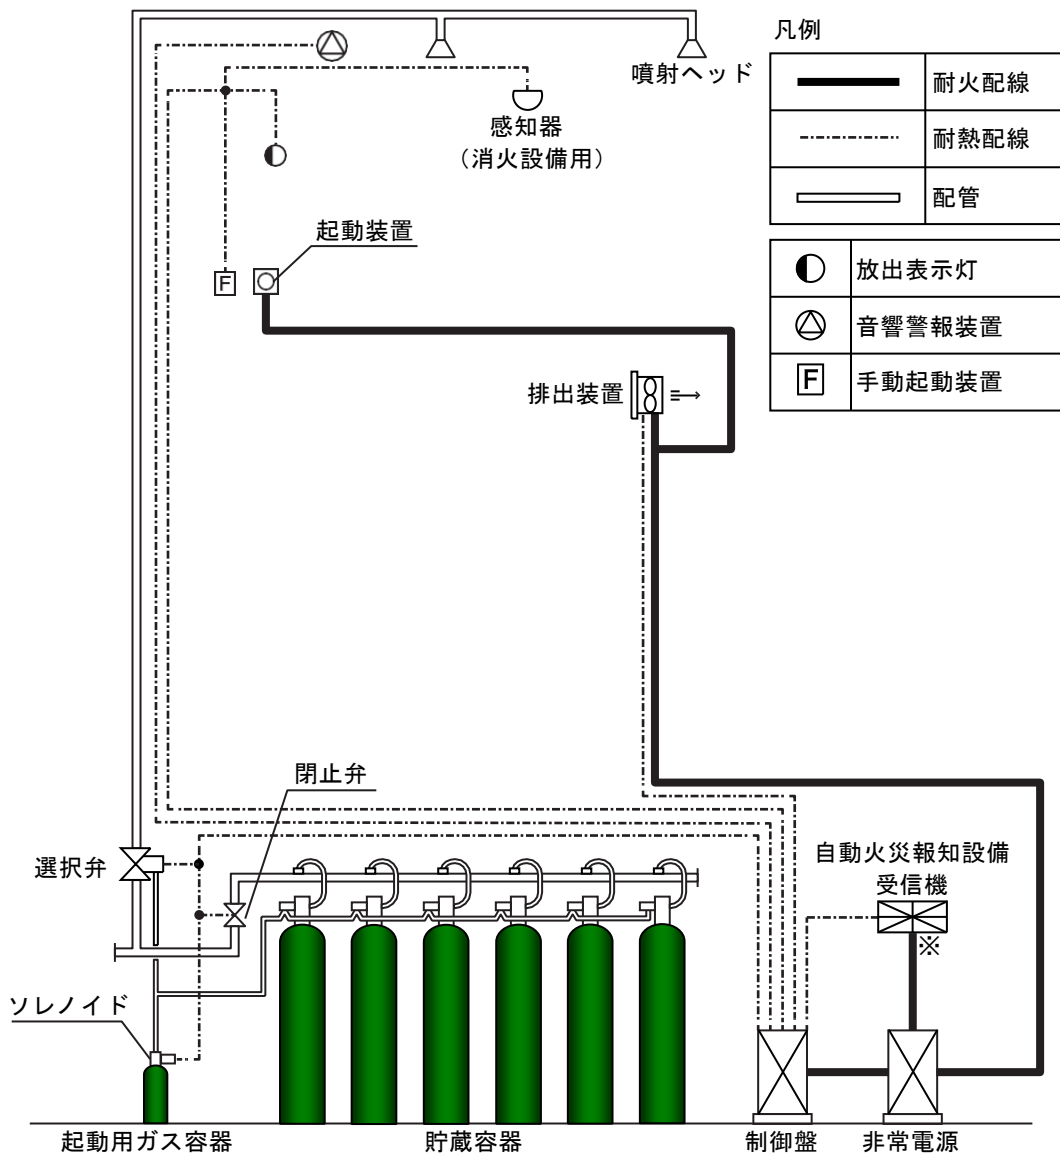 凡例
噴射ヘッド
耐火配線
感知器
（消火設備用）
耐熱配線
配管
起動装置
放出表示灯
F
音響警報装置
F
手動起動装置
排出装置
閉止弁
自動火災報知設備
受信機
選択弁
※
ソレノイド
起動用ガス容器
貯蔵容器
制御盤
非常電源